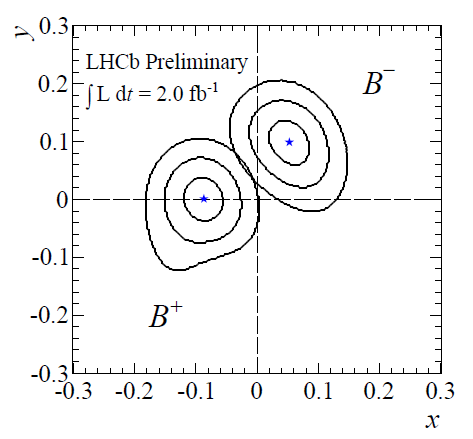 y
0.3
LHCb Preliminary
∫L dt = 2.0 fb⁻¹
B⁻
0.2
0.1
0
-0.1
B⁺
-0.2
-0.3
-0.3 -0.2 -0.1 0 0.1 0.2 0.3
x